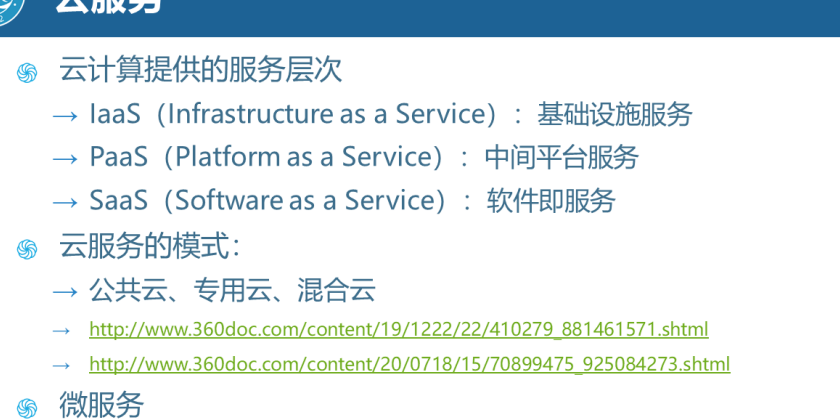 云服务
云计算提供的服务层次
→ IaaS（Infrastructure as a Service）：基础设施服务
→ PaaS（Platform as a Service）：中间平台服务
→ SaaS（Software as a Service）：软件即服务
云服务的模式：
→ 公共云、专用云、混合云
→ http://www.360doc.com/content/19/1222/22/410279_881461571.shtml
→ http://www.360doc.com/content/20/0718/15/70899475_925084273.shtml
微服务